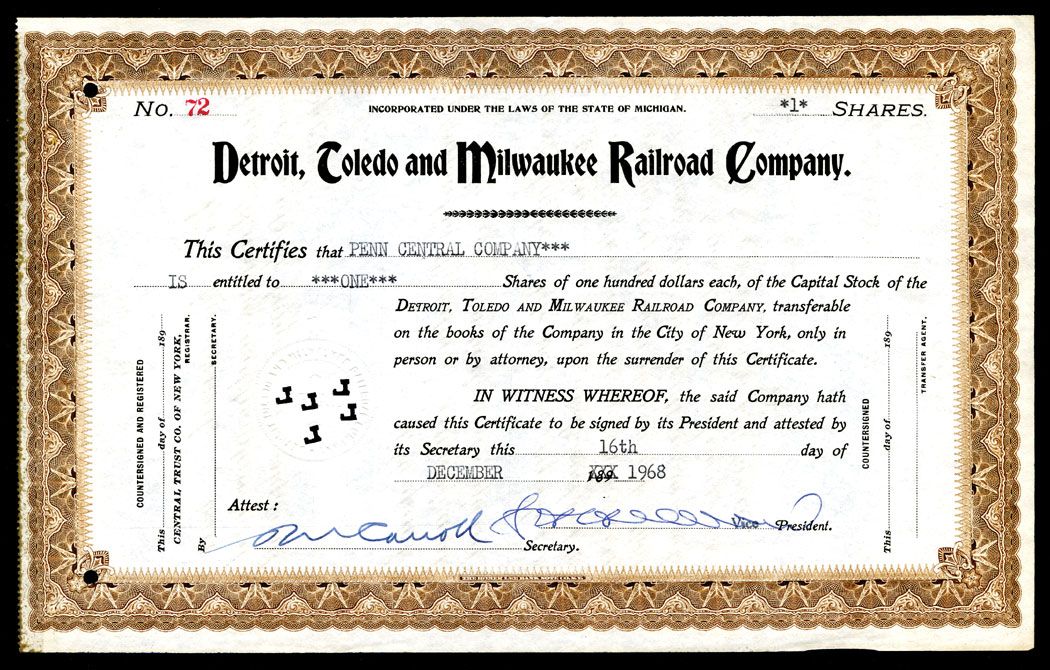 No. 72
INCORPORATED UNDER THE LAWS OF THE STATE OF MICHIGAN.
*1* SHARES.
Detroit, Toledo and Milwaukee Railroad Company.
This Certifies that PENN CENTRAL COMPANY***
IS entitled to ***ONE*** Shares of one hundred dollars each, of the Capital Stock of the
DETROIT, TOLEDO AND MILWAUKEE RAILROAD COMPANY, transferable
on the books of the Company in the City of New York, only in
person or by attorney, upon the surrender of this Certificate.
IN WITNESS WHEREOF, the said Company hath
caused this Certificate to be signed by its President and attested by
its Secretary this 16th day of
DECEMBER 189 XXX 1968
Attest:
Vice President.
Secretary.
COUNTERSIGNED AND REGISTERED
This day of 189
CENTRAL TRUST CO. OF NEW YORK,
REGISTRAR.
By
SECRETARY.
J J J J J
COUNTERSIGNED
This day of 189
TRANSFER AGENT.